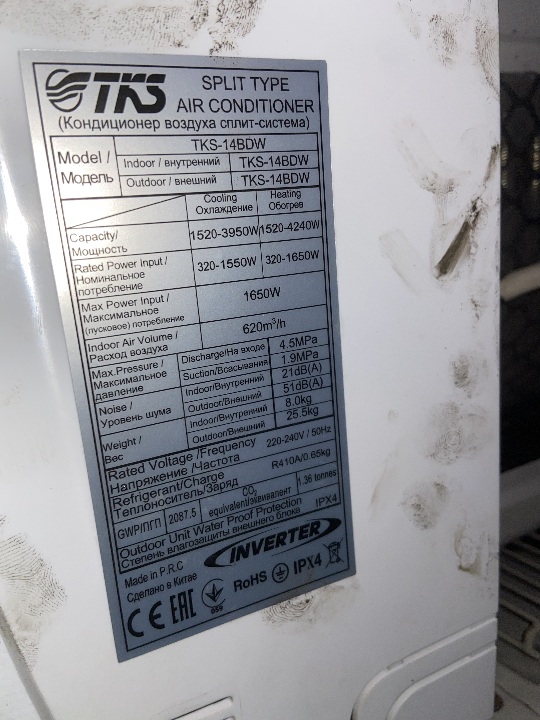 TKS SPLIT TYPE
AIR CONDITIONER
(Кондиционер воздуха сплит-система)
Model / Модель TKS-14BDW
Indoor / внутренний TKS-14BDW
Outdoor / внешний TKS-14BDW
Cooling Охлаждение Heating Обогрев
Capacity/ Мощность 1520-3950W 1520-4240W
Rated Power Input / Номинальное потребление 320-1550W 320-1650W
Max Power Input / Максимальное (пусковое) потребление 1650W
Indoor Air Volume / Расход воздуха 620m³/h
Max.Pressure / Максимальное давление Discharge/На входе 4.5MPa
Suction/Всасывания 1.9MPa
Noise / Уровень шума Indoor/Внутренний 21dB(A)
Outdoor/Внешний 51dB(A)
Weight / Вес Indoor/Внутренний 8.0kg
Outdoor/Внешний 25.5kg
Rated Voltage /Frequency Напряжение /Частота 220-240V / 50Hz
Refrigerant/Charge Теплоноситель/Заряд R410A/0.65kg
GWP/ПГП 2087.5 CO₂ equivalent/эквивалент 1.36 tonnes
Outdoor Unit Water Proof Protection IPX4
Степень влагозащиты внешнего блока
Made in P.R.C
Сделано в Китае
INVERTER
CE EAC 059 RoHS IPX4